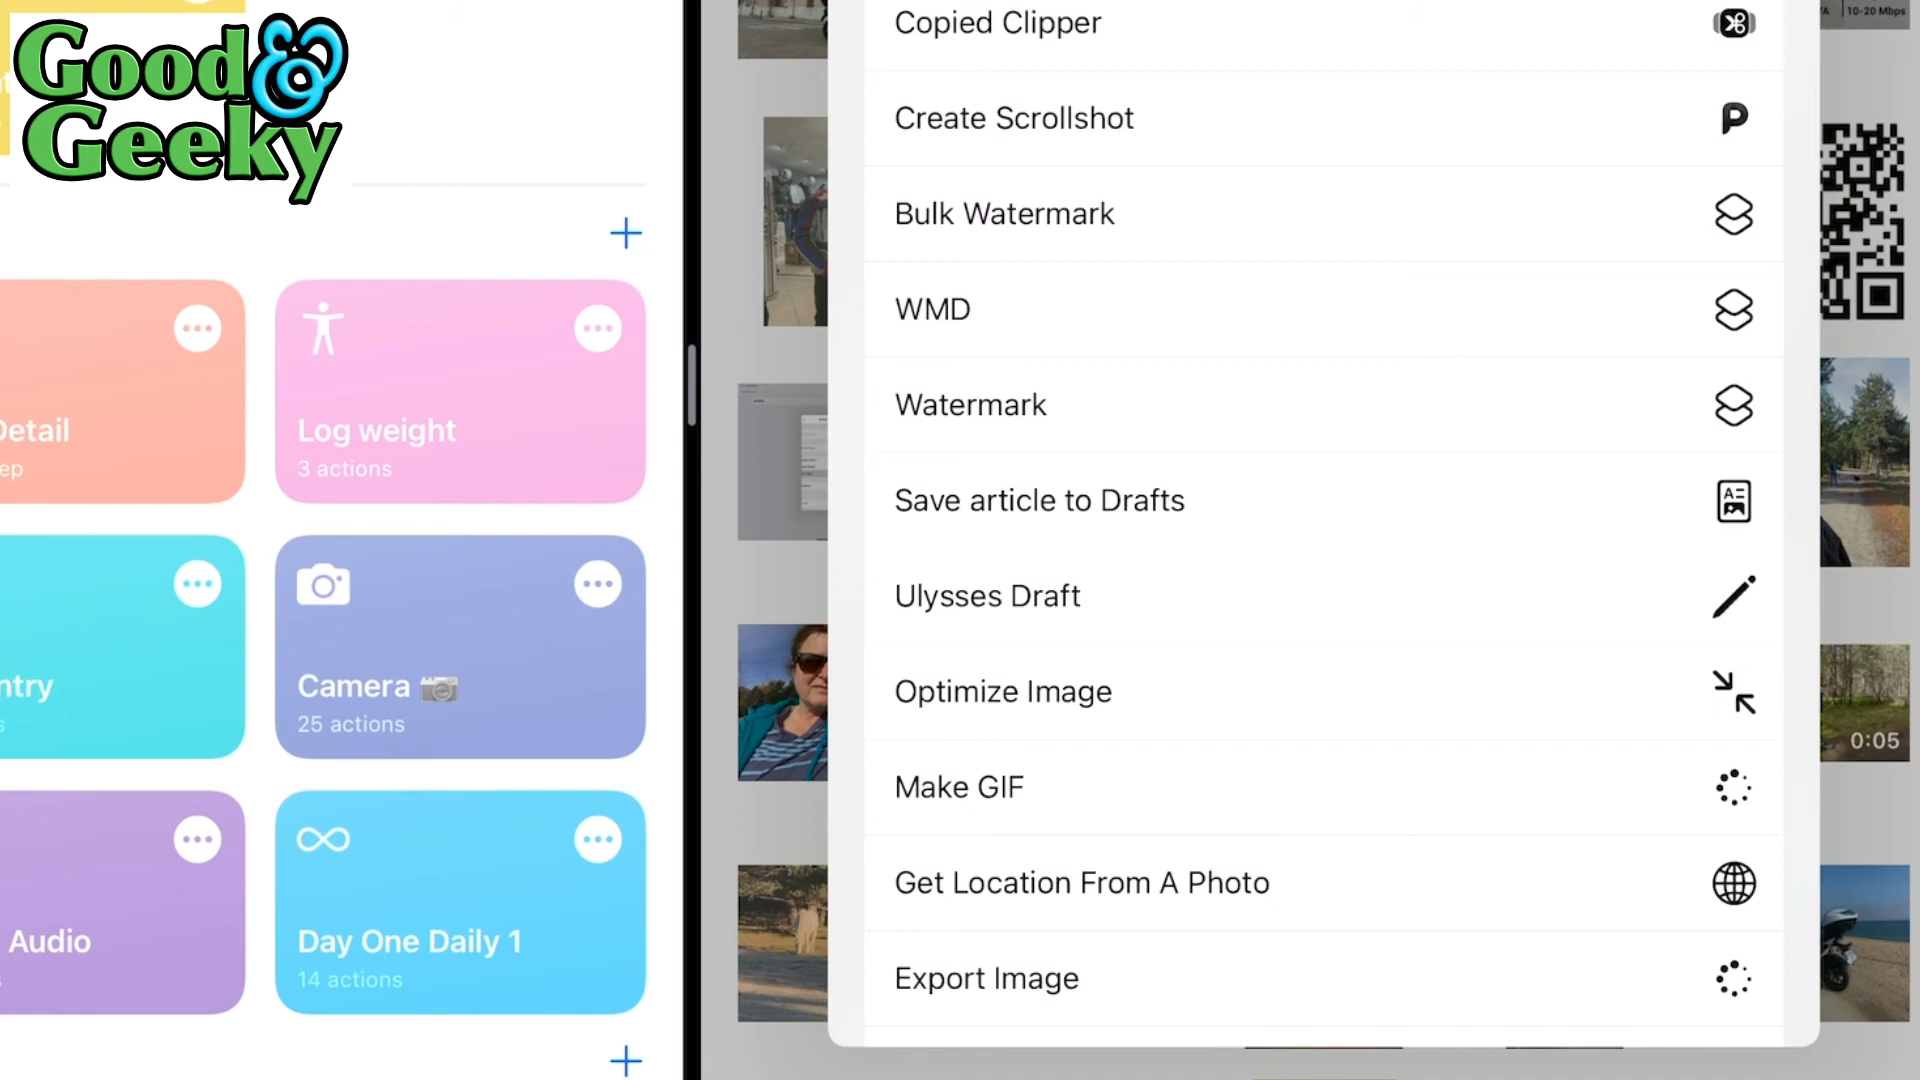 Good &
Geeky
Detail
ep
Log weight
3 actions
ntry
s
Camera
25 actions
Audio
s
Day One Daily 1
14 actions
Copied Clipper
Create Scrollshot
Bulk Watermark
WMD
Watermark
Save article to Drafts
Ulysses Draft
Optimize Image
Make GIF
Get Location From A Photo
Export Image
10-20 Mbps
0:05